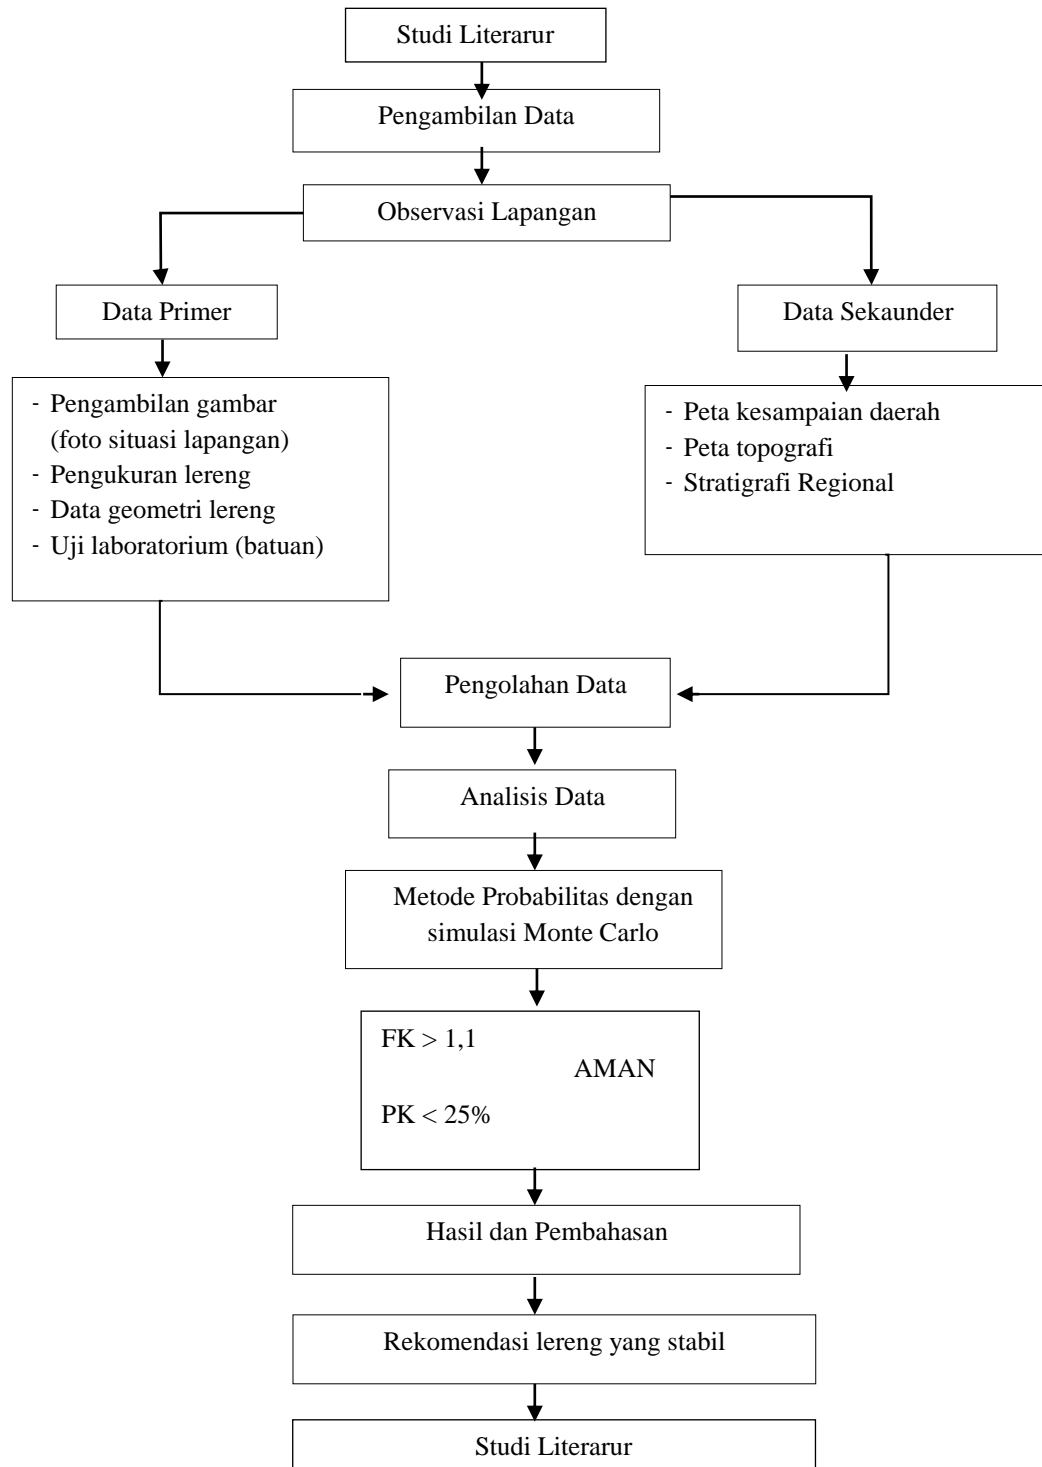 Studi Literarur
Pengambilan Data
Observasi Lapangan
Data Primer
Data Sekaunder
- Pengambilan gambar
(foto situasi lapangan)
- Pengukuran lereng
- Data geometri lereng
- Uji laboratorium (batuan)
- Peta kesampaian daerah
- Peta topografi
- Stratigrafi Regional
Pengolahan Data
Analisis Data
Metode Probabilitas dengan
simulasi Monte Carlo
FK > 1,1
AMAN
PK < 25%
Hasil dan Pembahasan
Rekomendasi lereng yang stabil
Studi Literarur